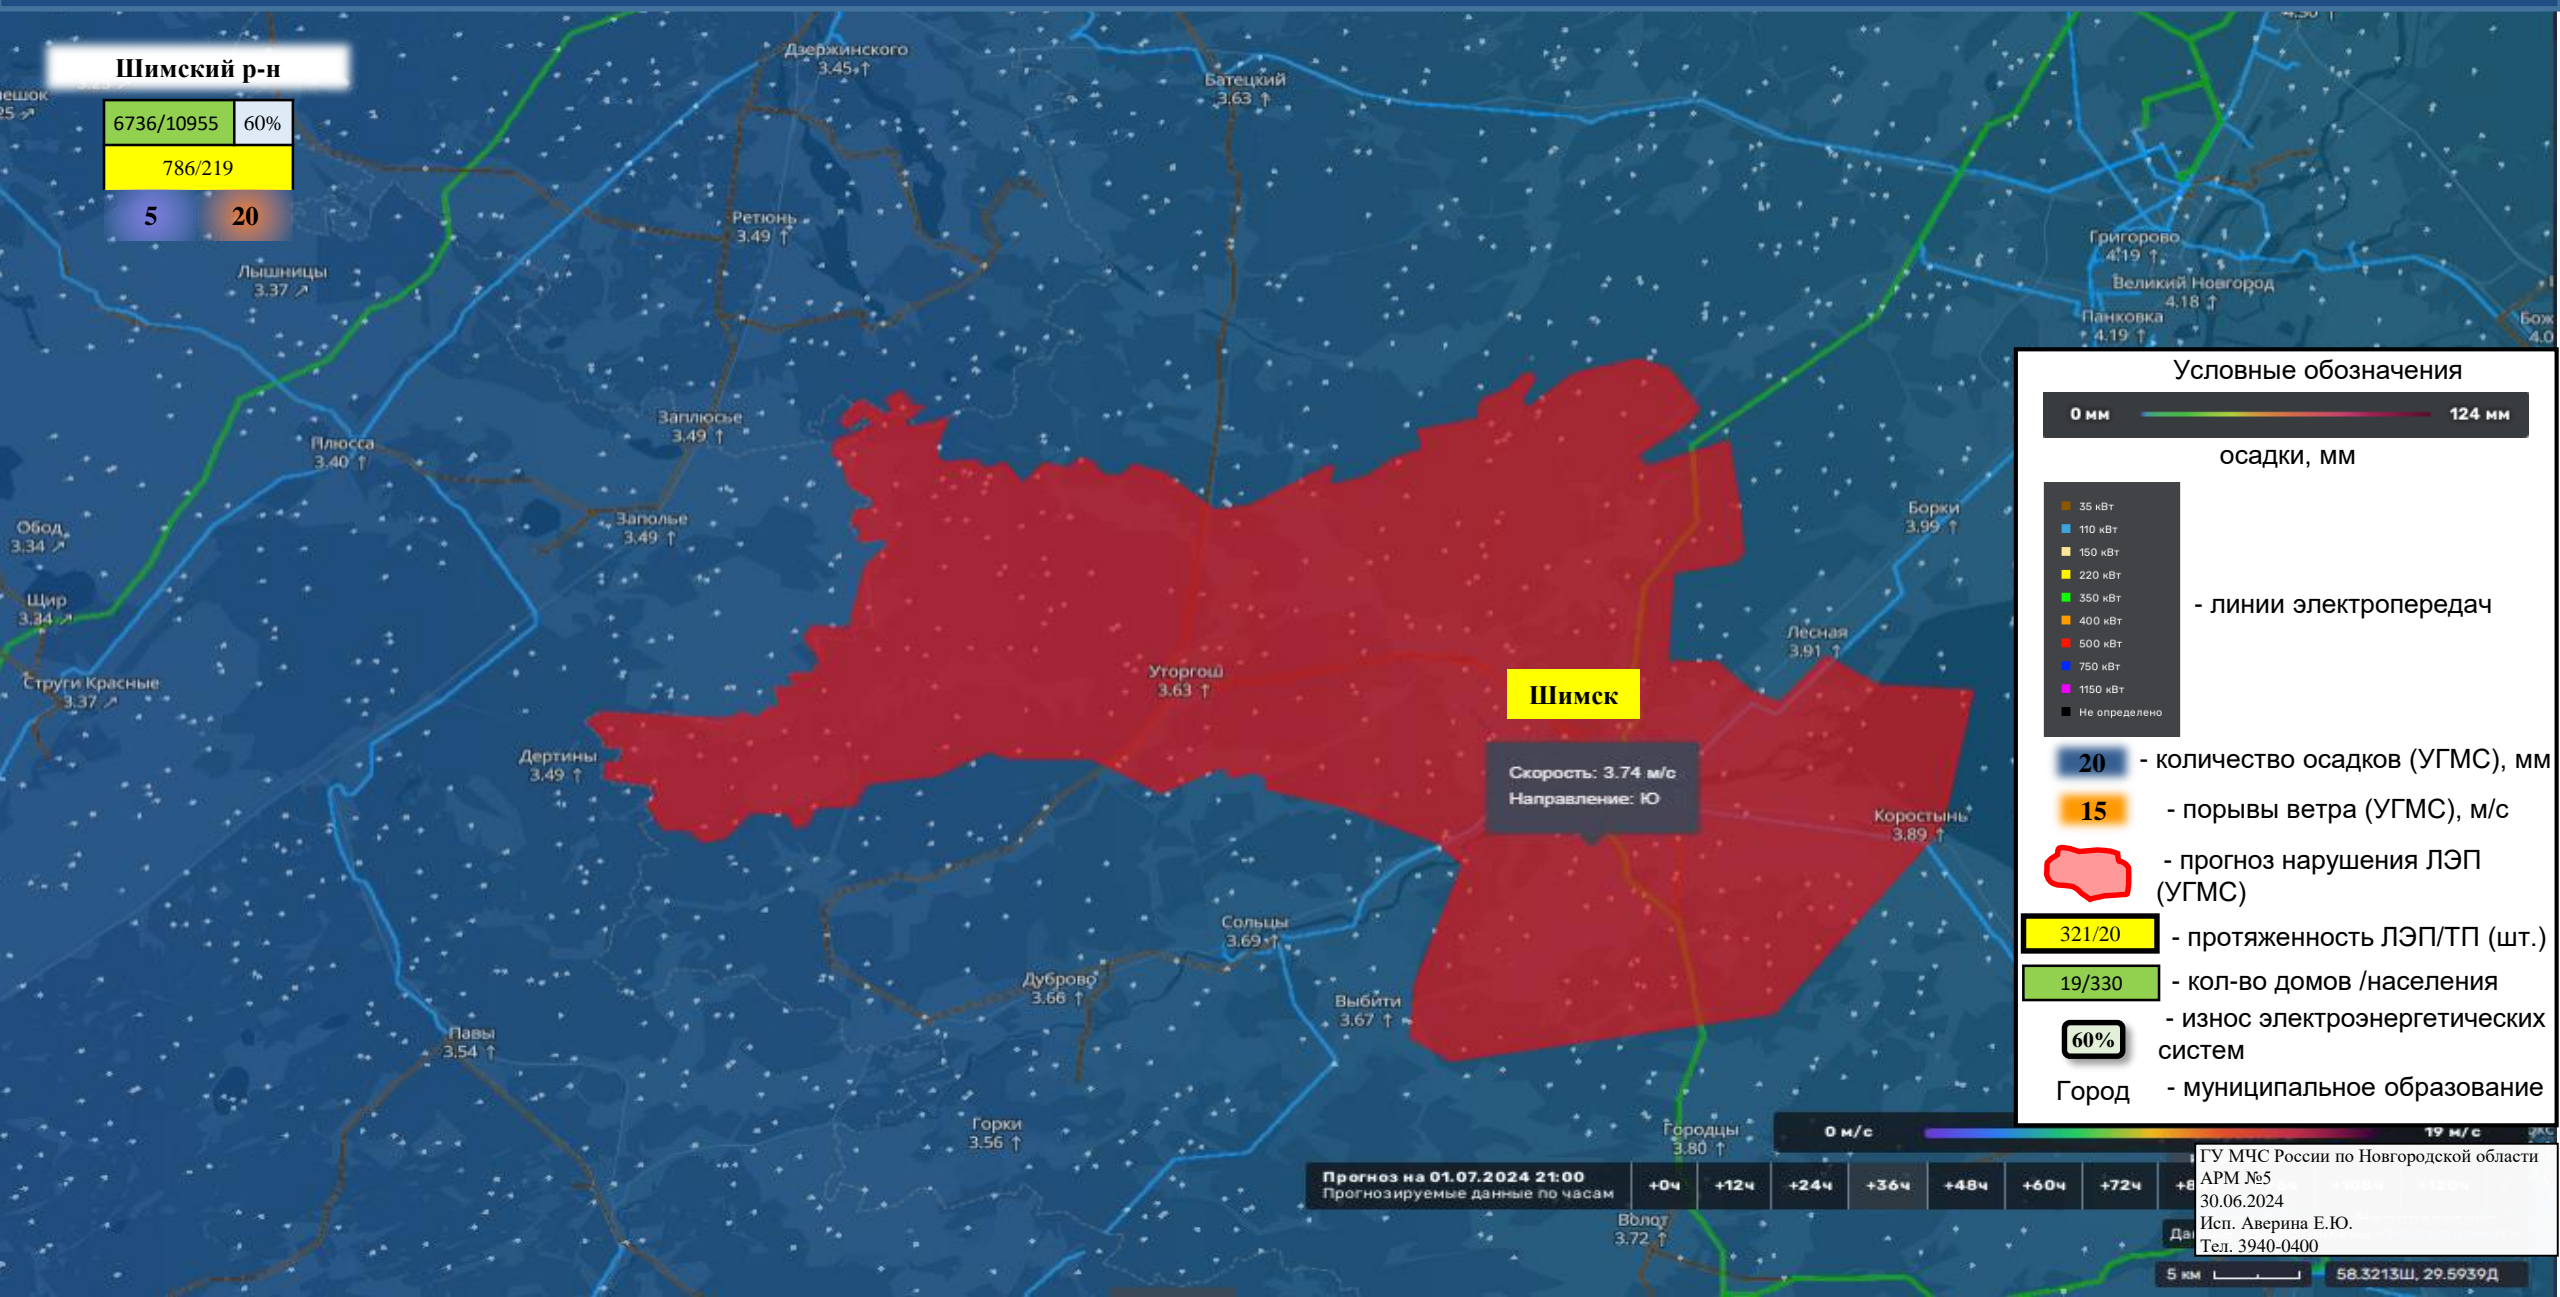 Шимский р-н
6736/10955 60%
786/219
5 20
Дзержинского
3.45 ↑
Батецкий
3.63 ↑
Ретюнь
3.49 ↑
Лышницы
3.37 ↗
Григорово
4.19 ↑
Великий Новгород
4.18 ↑
Панковка
4.19 ↑
Заплюсье
3.49 ↑
Плюсса
3.40 ↑
Обод
3.34 ↗
Заполье
3.49 ↑
Борки
3.99 ↑
Щир
3.34 ↗
Лесная
3.91 ↑
Струги Красные
3.37 ↗
Уторгош
3.63 ↑
Шимск
Дертины
3.49 ↑
Скорость: 3.74 м/с
Направление: Ю
Коростынь
3.89 ↑
Сольцы
3.69 ↑
Дуброво
3.66 ↑
Выбити
3.67 ↑
Павы
3.54 ↑
Горки
3.56 ↑
Городцы
3.80 ↑
Волот
3.72 ↑
Условные обозначения
0 мм 124 мм
осадки, мм
35 кВт
110 кВт
150 кВт
220 кВт
350 кВт
400 кВт
500 кВт
750 кВт
1150 кВт
Не определено
- линии электропередач
20 - количество осадков (УГМС), мм
15 - порывы ветра (УГМС), м/с
- прогноз нарушения ЛЭП
(УГМС)
321/20 - протяженность ЛЭП/ТП (шт.)
19/330 - кол-во домов /населения
60% - износ электроэнергетических
систем
Город - муниципальное образование
0 м/с 19 м/с
Прогноз на 01.07.2024 21:00
Прогнозируемые данные по часам
+0ч +12ч +24ч +36ч +48ч +60ч +72ч
ГУ МЧС России по Новгородской области
АРМ №5
30.06.2024
Исп. Аверина Е.Ю.
Тел. 3940-0400
5 км 58.3213Ш, 29.5939Д